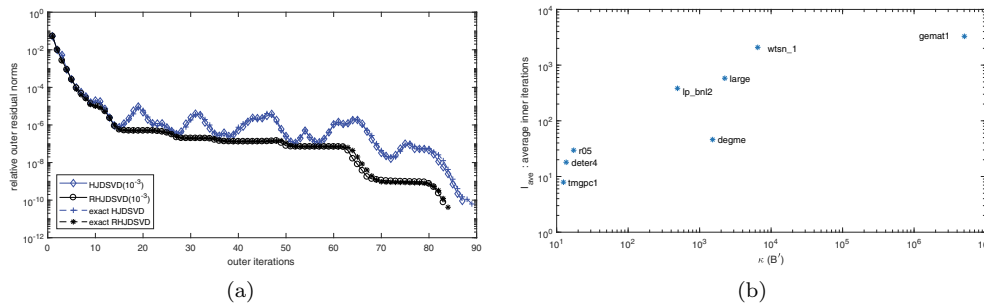 10^0
10^-2
10^-4
10^-6
10^-8
10^-10
10^-12
relative outer residual norms
HJDSVD(10^-3)
RHJDSVD(10^-3)
exact HJDSVD
exact RHJDSVD
0 10 20 30 40 50 60 70 80 90
outer iterations
(a)
10^4
10^3
10^2
10^1
10^0
I_ave : average inner iterations
gemat1
wtsn_1
large
lp_bnl2
degme
r05
deter4
tmgpc1
10^1 10^2 10^3 10^4 10^5 10^6
κ (B')
(b)